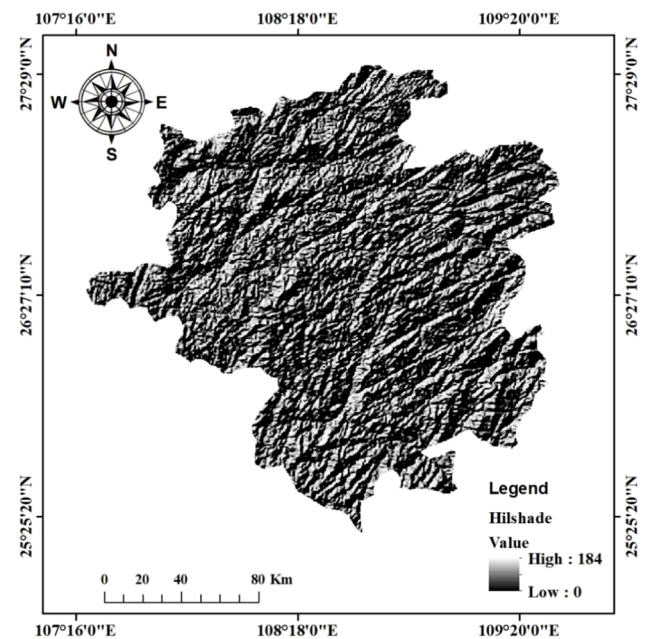 107°16'0"E 108°18'0"E 109°20'0"E
27°29'0"N 27°29'0"N
N
W E
S
26°27'10"N 26°27'10"N
25°25'20"N 25°25'20"N
Legend
Hilshade
Value
High : 184
Low : 0
0 20 40 80 Km
107°16'0"E 108°18'0"E 109°20'0"E